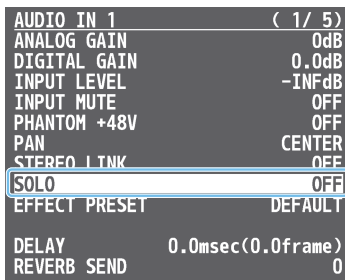 AUDIO IN 1 ( 1/ 5)
ANALOG GAIN 0dB
DIGITAL GAIN 0.0dB
INPUT LEVEL -INFdB
INPUT MUTE OFF
PHANTOM +48V OFF
PAN CENTER
STEREO LINK OFF
SOLO OFF
EFFECT PRESET DEFAULT
DELAY 0.0msec(0.0frame)
REVERB SEND 0